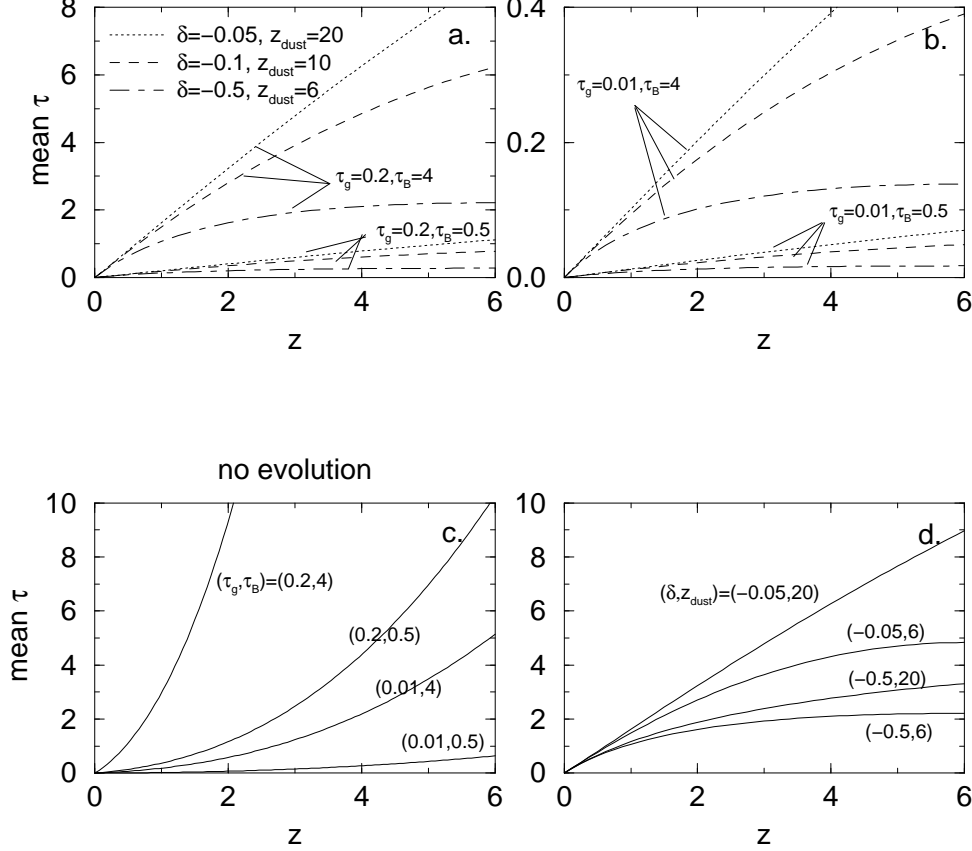 8
6
4
2
0
mean τ
δ=−0.05, z_dust=20
δ=−0.1, z_dust=10
δ=−0.5, z_dust=6
a.
τ_g=0.2,τ_B=4
τ_g=0.2,τ_B=0.5
0 2 4 6
z
0.4
0.2
0.0
b.
τ_g=0.01,τ_B=4
τ_g=0.01,τ_B=0.5
0 2 4 6
z
no evolution
10
8
6
4
2
0
mean τ
c.
(τ_g,τ_B)=(0.2,4)
(0.2,0.5)
(0.01,4)
(0.01,0.5)
0 2 4 6
z
10
8
6
4
2
0
d.
(δ,z_dust)=(−0.05,20)
(−0.05,6)
(−0.5,20)
(−0.5,6)
0 2 4 6
z